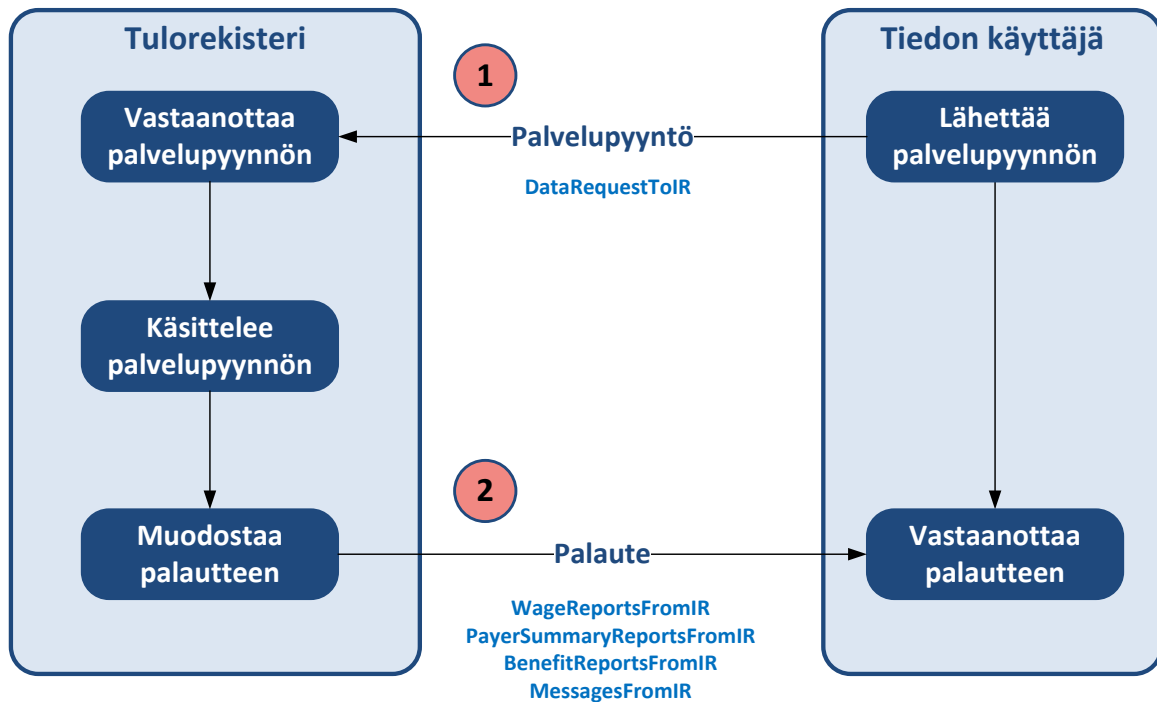 Tulorekisteri
Tiedon käyttäjä
1
Vastaanottaa
palvelupyynnön
Palvelupyyntö
Lähettää
palvelupyynnön
DataRequestToIR
Käsittelee
palvelupyynnön
2
Muodostaa
palautteen
Palaute
Vastaanottaa
palautteen
WageReportsFromIR
PayerSummaryReportsFromIR
BenefitReportsFromIR
MessagesFromIR